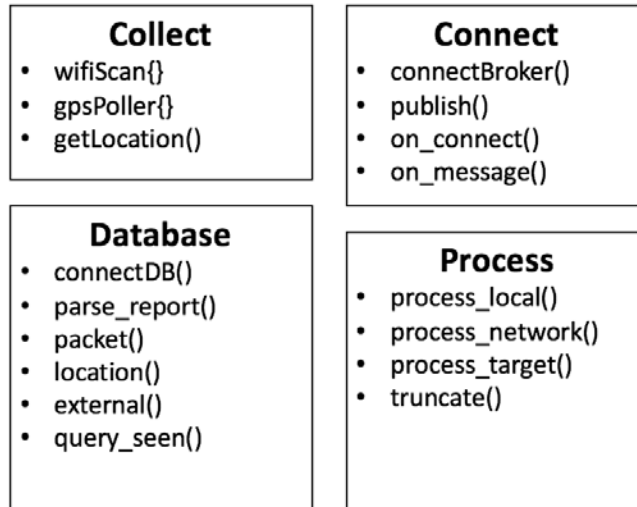 Collect
• wifiScan{}
• gpsPoller{}
• getLocation()
Connect
• connectBroker()
• publish()
• on_connect()
• on_message()
Database
• connectDB()
• parse_report()
• packet()
• location()
• external()
• query_seen()
Process
• process_local()
• process_network()
• process_target()
• truncate()